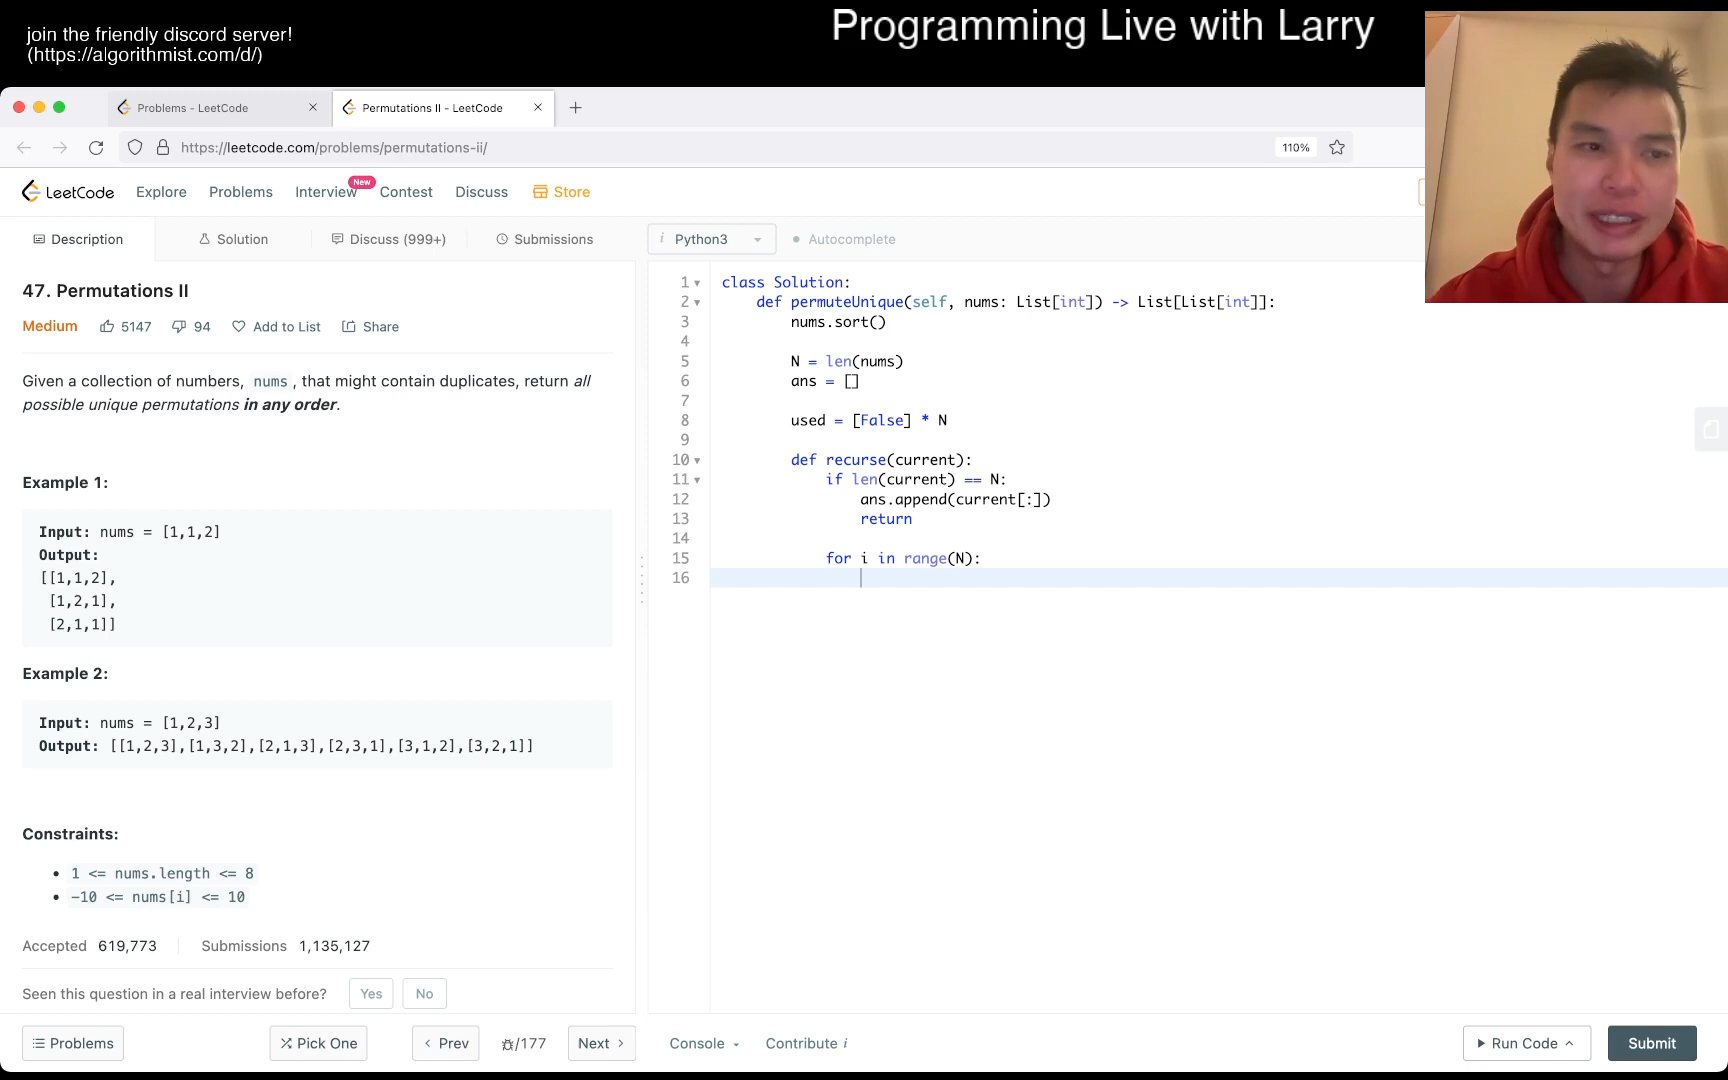 join the friendly discord server!
(https://algorithmist.com/d/)
Programming Live with Larry
Problems - LeetCode
Permutations II - LeetCode
https://leetcode.com/problems/permutations-ii/
110%
LeetCode
Explore
Problems
Interview
New
Contest
Discuss
Store
Description
Solution
Discuss (999+)
Submissions
i Python3
Autocomplete
47. Permutations II
Medium
5147
94
Add to List
Share
Given a collection of numbers, nums , that might contain duplicates, return all
possible unique permutations in any order.
Example 1:
Input: nums = [1,1,2]
Output:
[[1,1,2],
[1,2,1],
[2,1,1]]
Example 2:
Input: nums = [1,2,3]
Output: [[1,2,3],[1,3,2],[2,1,3],[2,3,1],[3,1,2],[3,2,1]]
Constraints:
1 <= nums.length <= 8
-10 <= nums[i] <= 10
Accepted 619,773
Submissions 1,135,127
Seen this question in a real interview before?
Yes
No
1 class Solution:
2 def permuteUnique(self, nums: List[int]) -> List[List[int]]:
3 nums.sort()
4
5 N = len(nums)
6 ans = []
7
8 used = [False] * N
9
10 def recurse(current):
11 if len(current) == N:
12 ans.append(current[:])
13 return
14
15 for i in range(N):
16
Problems
Pick One
Prev
/177
Next
Console
Contribute i
Run Code
Submit